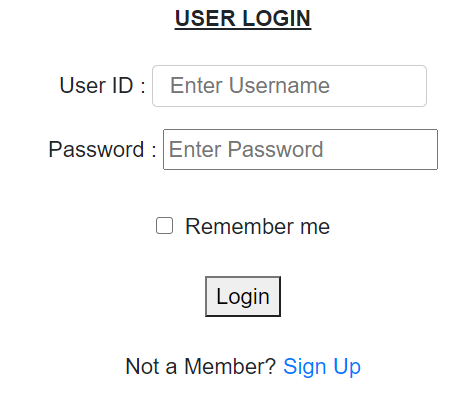 USER LOGIN
User ID : Enter Username
Password : Enter Password
Remember me
Login
Not a Member? Sign Up